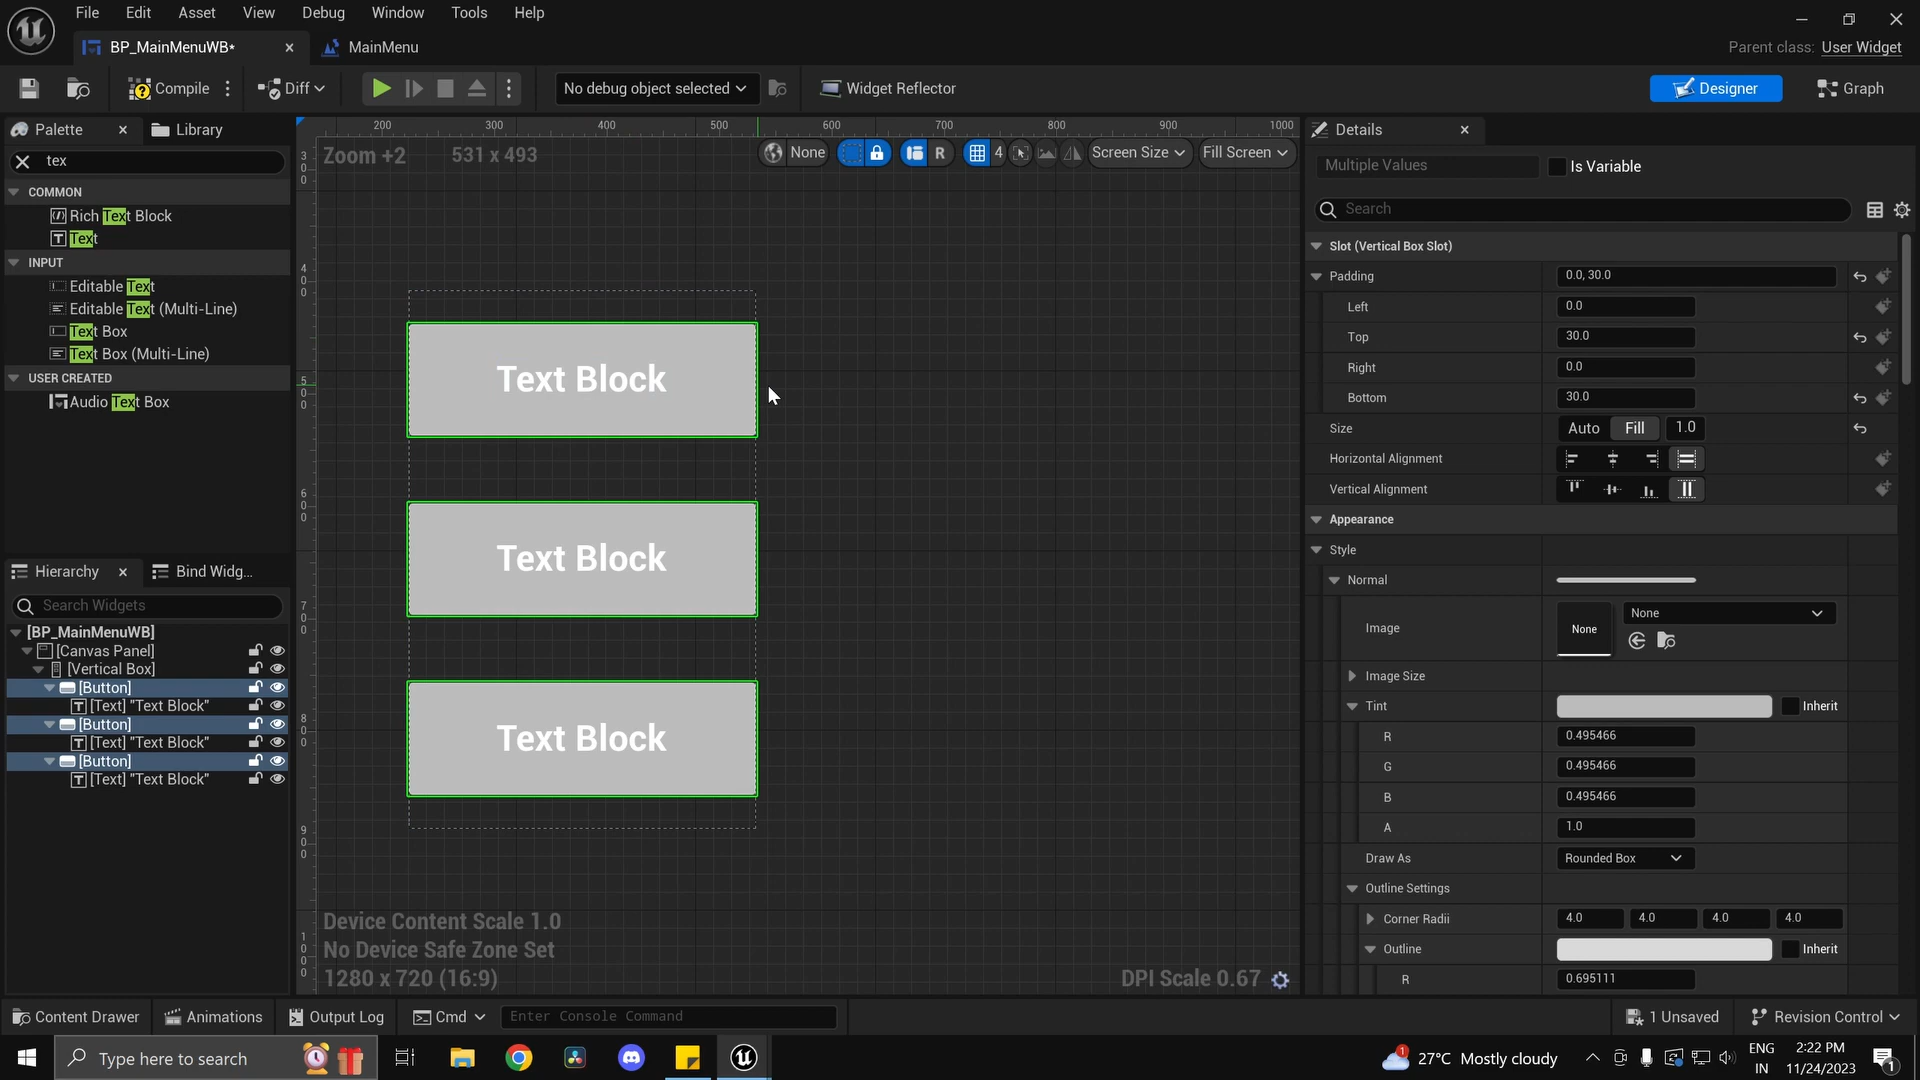 File Edit Asset View Debug Window Tools Help
BP_MainMenuWB* MainMenu
Parent class: User Widget
Compile Diff No debug object selected Widget Reflector Designer Graph
Palette Library
tex
COMMON
Rich Text Block
Text
INPUT
Editable Text
Editable Text (Multi-Line)
Text Box
Text Box (Multi-Line)
USER CREATED
Audio Text Box
Hierarchy Bind Widg...
Search Widgets
[BP_MainMenuWB]
[Canvas Panel]
[Vertical Box]
[Button]
[Text] "Text Block"
[Button]
[Text] "Text Block"
[Button]
[Text] "Text Block"
200 300 400 500 600 700 800 900 1000
Zoom +2 531 x 493
None R 4 Screen Size Fill Screen
300
400
500
600
700
800
900
1000
Text Block
Text Block
Text Block
Device Content Scale 1.0
No Device Safe Zone Set
1280 x 720 (16:9)
DPI Scale 0.67
Details
Multiple Values Is Variable
Search
Slot (Vertical Box Slot)
Padding 0.0, 30.0
Left 0.0
Top 30.0
Right 0.0
Bottom 30.0
Size Auto Fill 1.0
Horizontal Alignment
Vertical Alignment
Appearance
Style
Normal
Image None None
Image Size
Tint Inherit
R 0.495466
G 0.495466
B 0.495466
A 1.0
Draw As Rounded Box
Outline Settings
Corner Radii 4.0 4.0 4.0 4.0
Outline Inherit
R 0.695111
Content Drawer Animations Output Log Cmd Enter Console Command
1 Unsaved Revision Control
Type here to search
1 27°C Mostly cloudy
ENG
IN
2:22 PM
11/24/2023
1